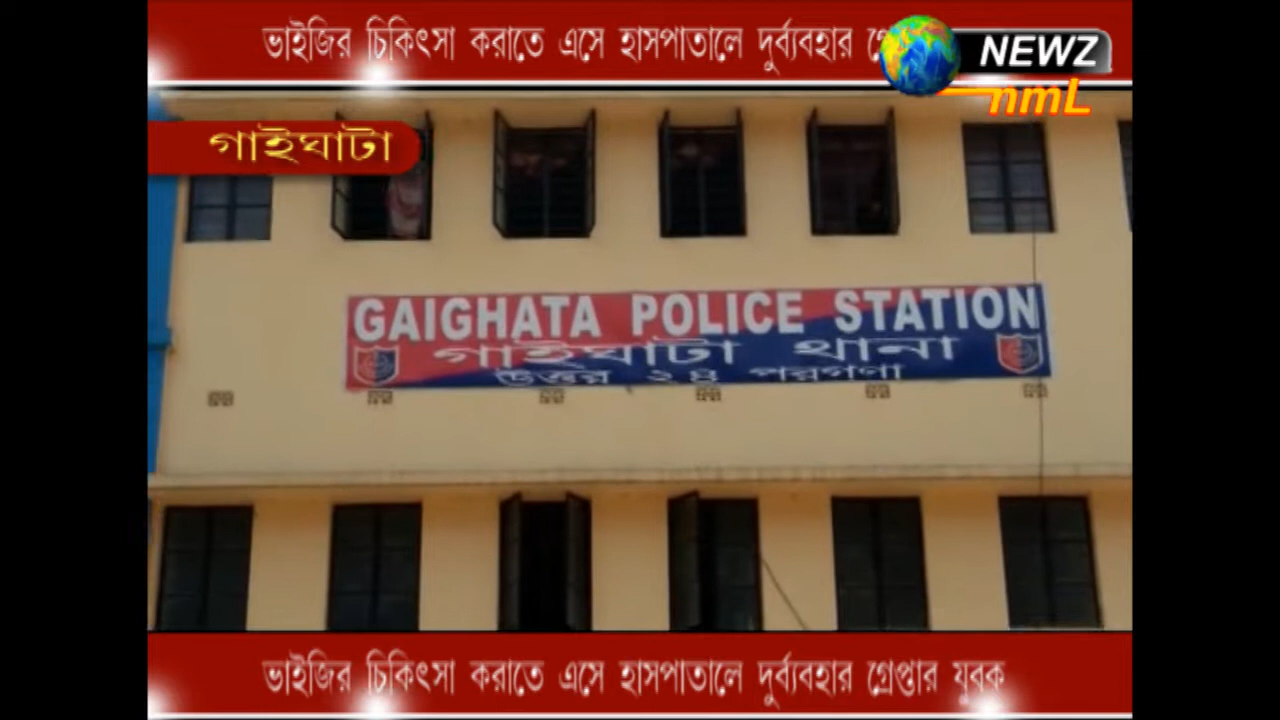 ভাইজির চিকিৎসা করাতে এসে হাসপাতালে দুর্ব্যবহার
NEWZ
nmL
গাইঘাটা
GAIGHATA POLICE STATION
গাইঘাটা থানা
উত্তর ২৪ পরগণা
ভাইজির চিকিৎসা করাতে এসে হাসপাতালে দুর্ব্যবহার গ্রেপ্তার যুবক